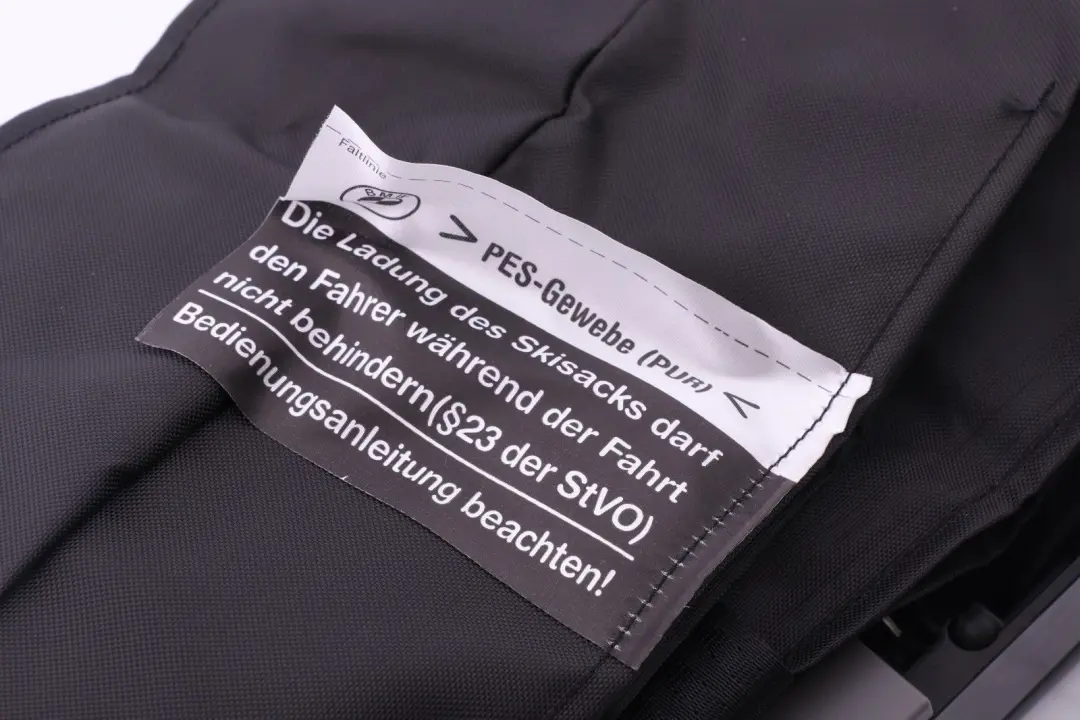 Faltlinie
BMW
> PES-Gewebe (PUR) <
Die Ladung des Skisacks darf
den Fahrer während der Fahrt
nicht behindern(§23 der StVO)
Bedienungsanleitung beachten!